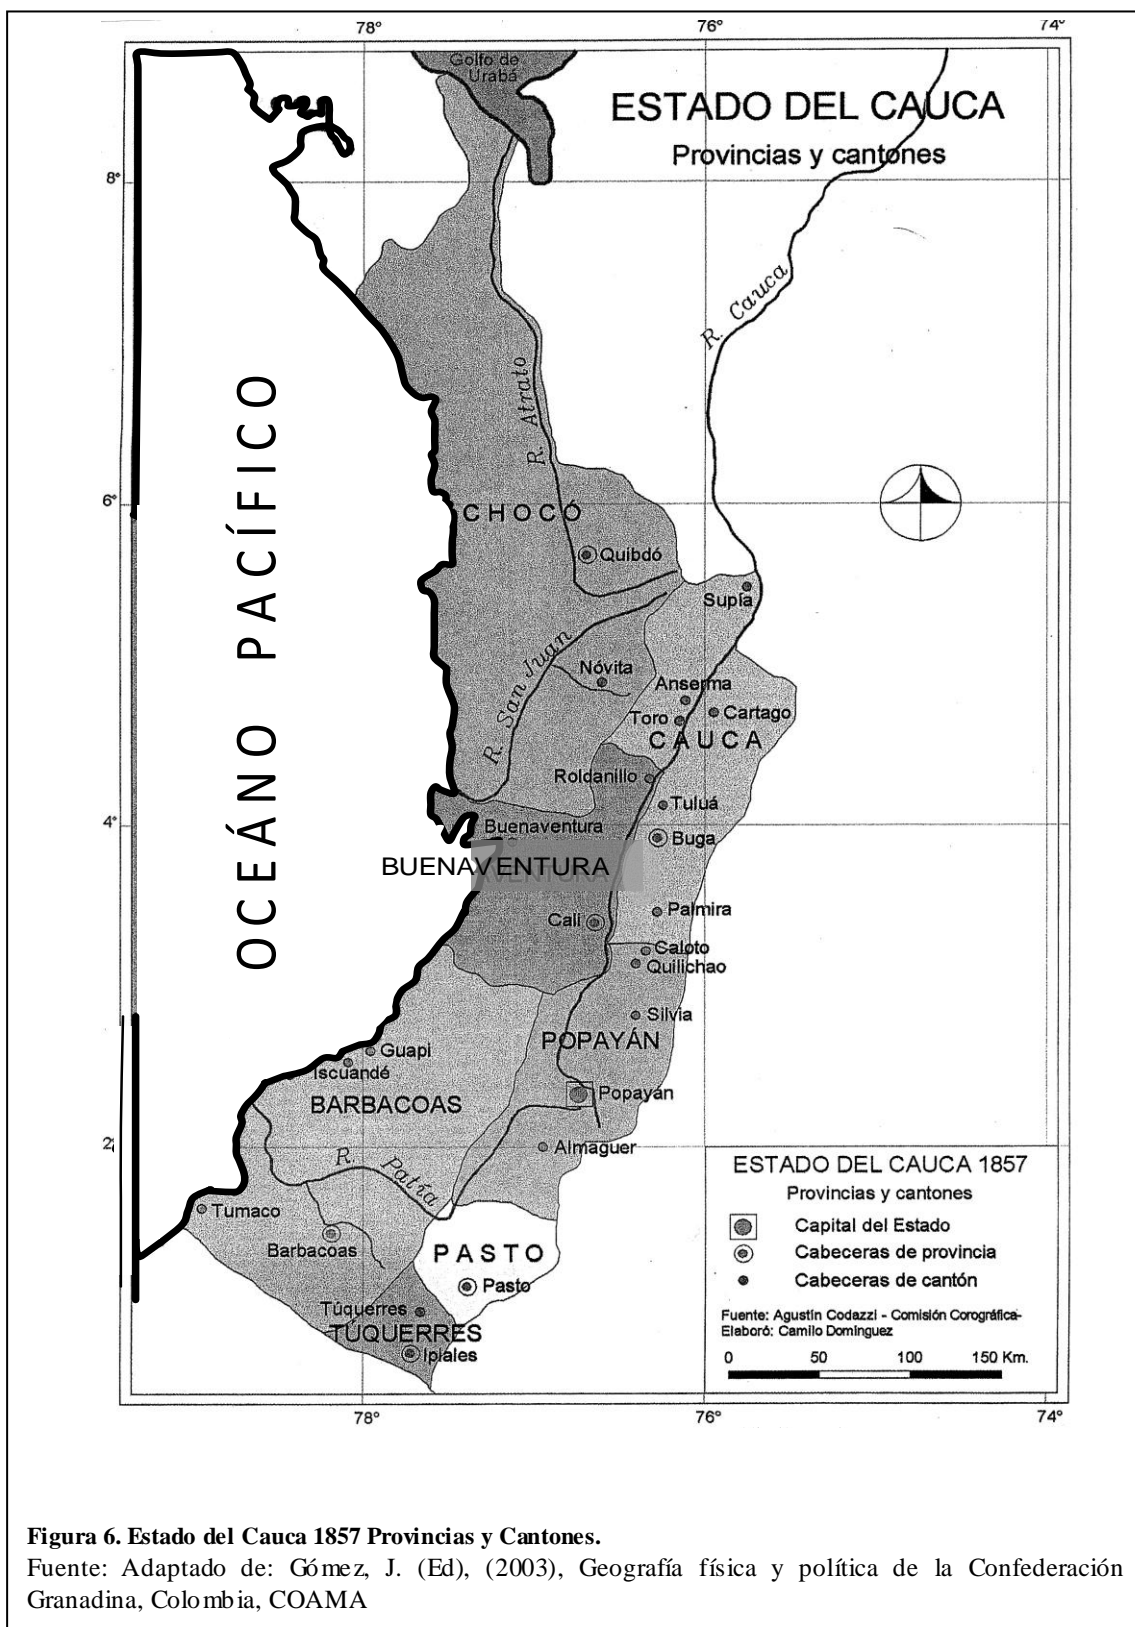 78°
76°
74°
Golfo de
Urabá
ESTADO DEL CAUCA
Provincias y cantones
8°
R. Cauca
R. Atrato
OCEÁNO PACÍFICO
6°
CHOCÓ
Quibdó
Supía
R. San Juan
Nóvita
Anserma
Toro
Cartago
CAUCA
Roldanillo
Tuluá
4°
Buenaventura
Buga
BUENAVENTURA
AVENTURA
Cali
Palmira
Caloto
Quilichao
Silvia
POPAYÁN
Guapi
Iscuandé
Popayán
BARBACOAS
2
Almaguer
R. Patía
Tumaco
Barbacoas
PASTO
Pasto
Túquerres
TÚQUERRES
Ipiales
ESTADO DEL CAUCA 1857
Provincias y cantones
Capital del Estado
Cabeceras de provincia
Cabeceras de cantón
Fuente: Agustín Codazzi - Comisión Corográfica-
Elaboró: Camilo Domínguez
0 50 100 150 Km.
78°
76°
74°
Figura 6. Estado del Cauca 1857 Provincias y Cantones.
Fuente: Adaptado de: Gómez, J. (Ed), (2003), Geografía física y política de la Confederación
Granadina, Colombia, COAMA